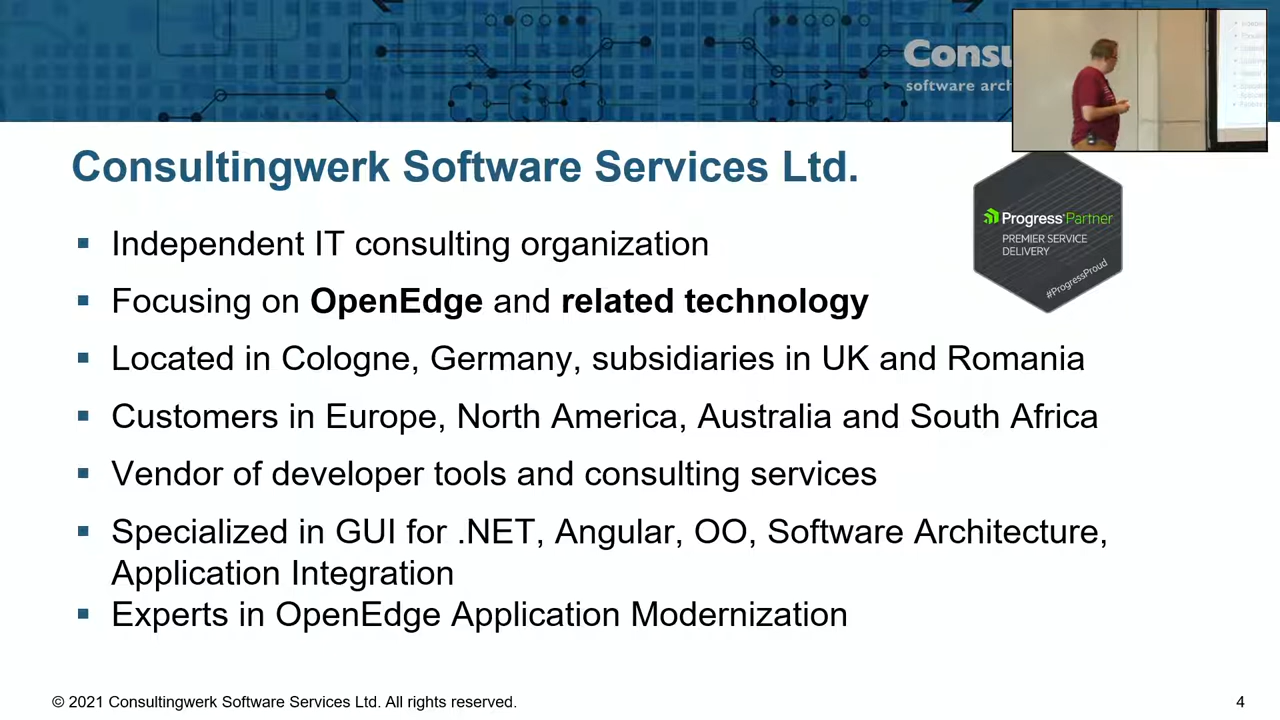 Consu
software arch
Consultingwerk Software Services Ltd.
Progress Partner
PREMIER SERVICE
DELIVERY
#ProgressProud
▪ Independent IT consulting organization
▪ Focusing on OpenEdge and related technology
▪ Located in Cologne, Germany, subsidiaries in UK and Romania
▪ Customers in Europe, North America, Australia and South Africa
▪ Vendor of developer tools and consulting services
▪ Specialized in GUI for .NET, Angular, OO, Software Architecture,
Application Integration
▪ Experts in OpenEdge Application Modernization
© 2021 Consultingwerk Software Services Ltd. All rights reserved.
4